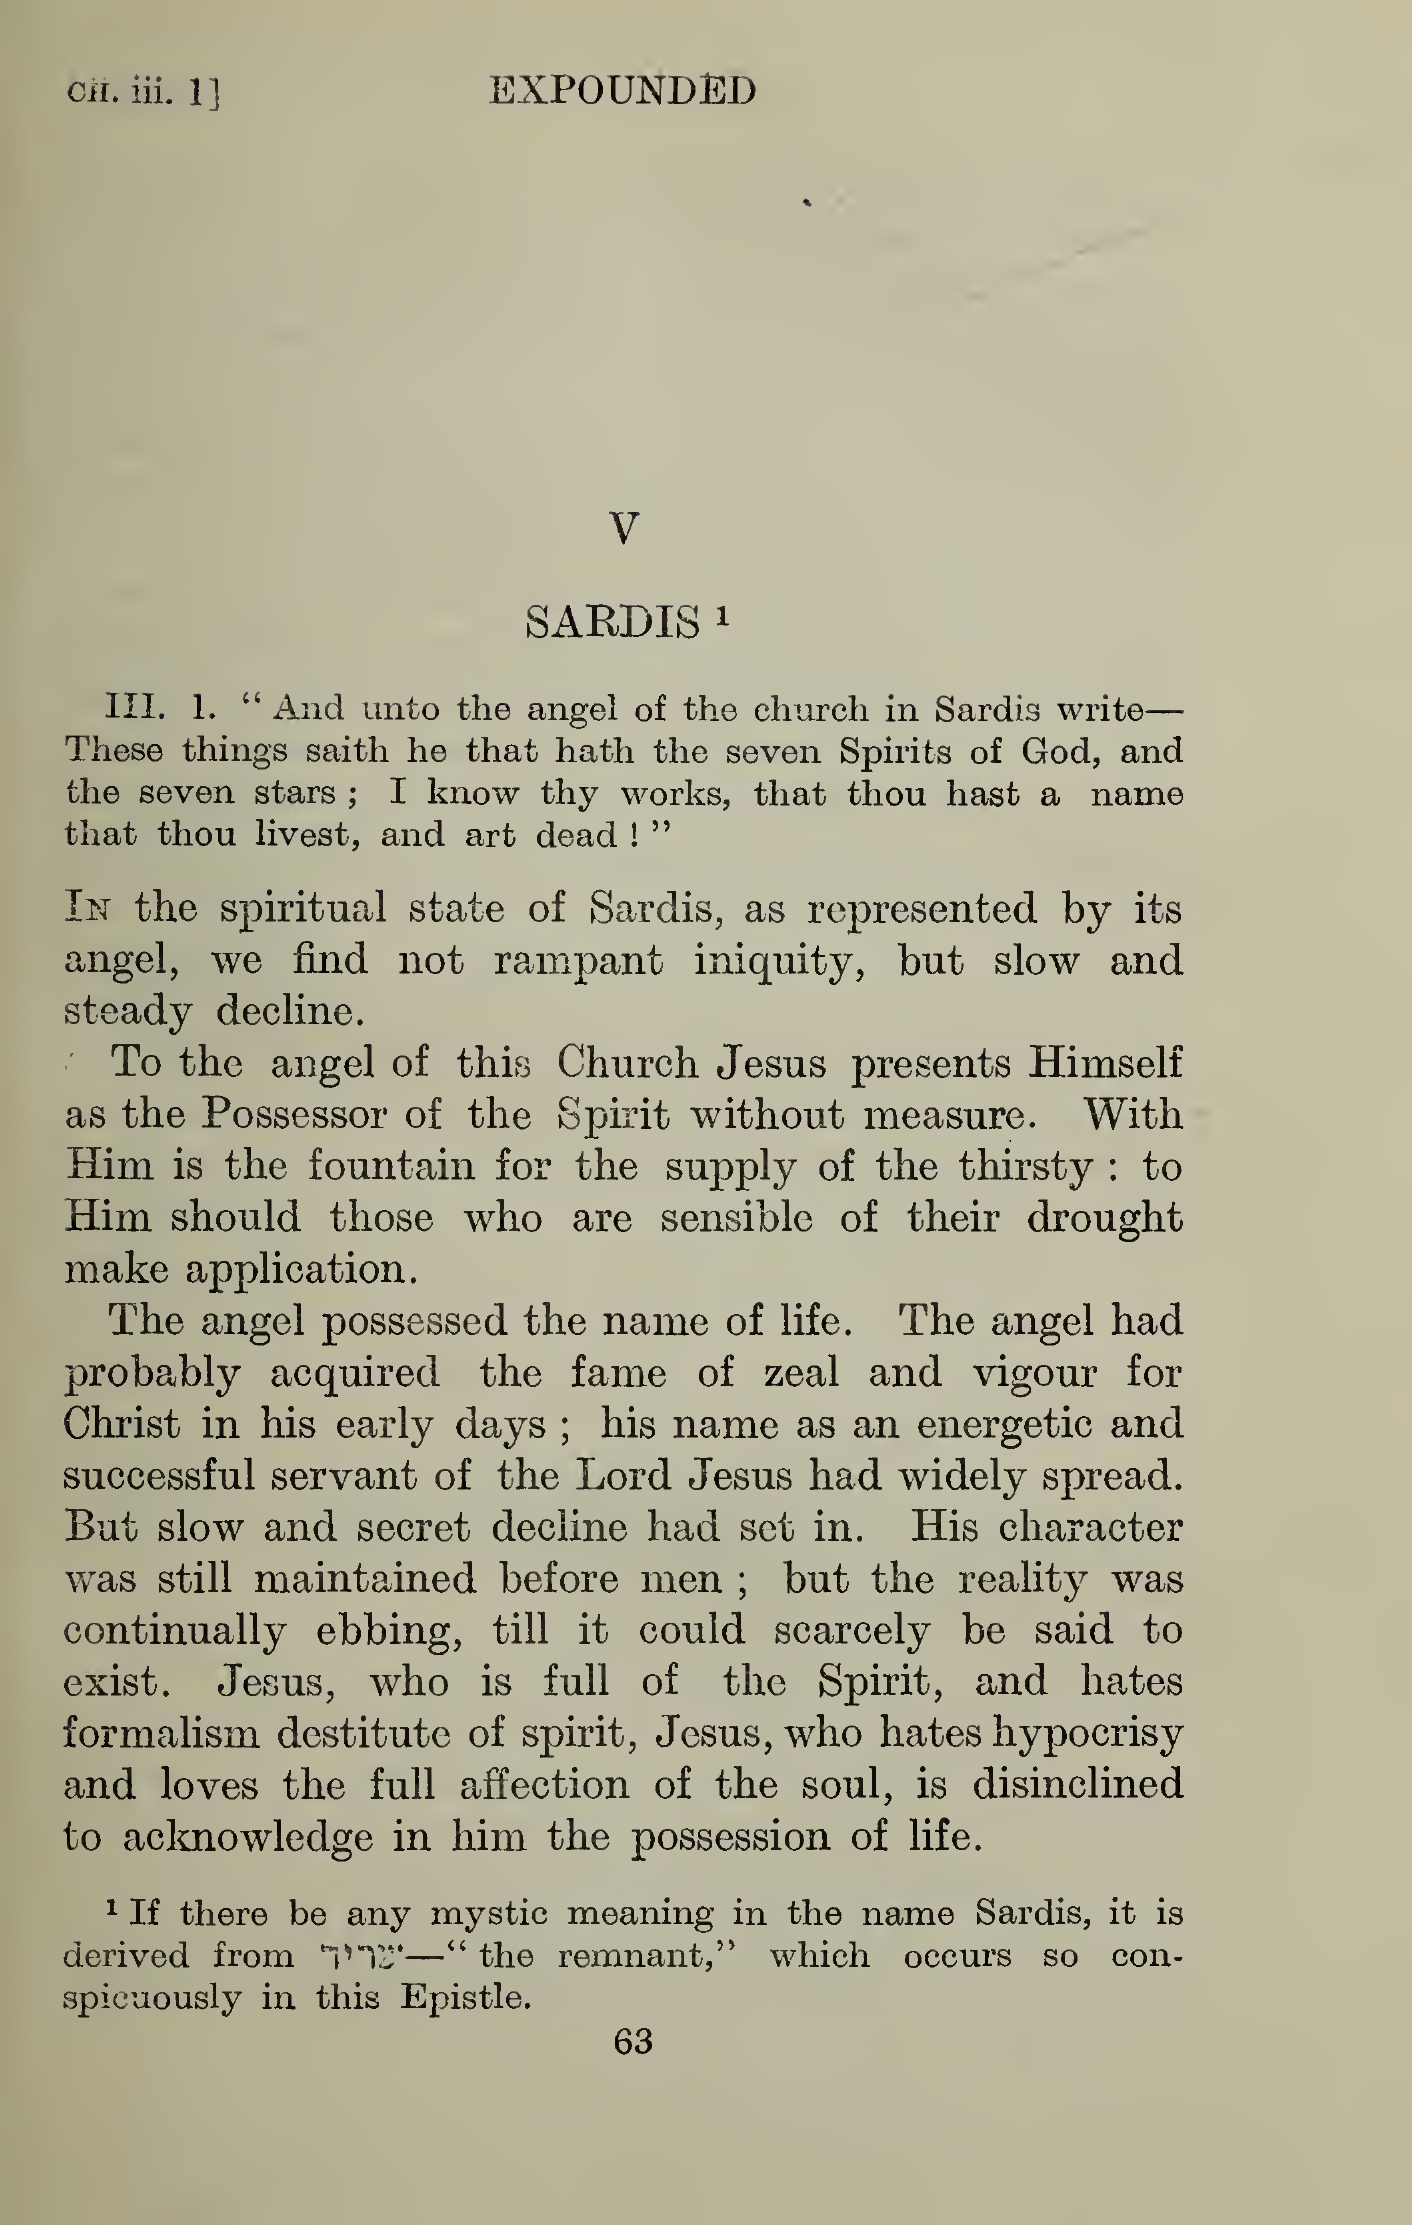 CH. iii. 1] EXPOUNDED
V
SARDIS ¹
III. 1. “ And unto the angel of the church in Sardis write—
These things saith he that hath the seven Spirits of God, and
the seven stars ; I know thy works, that thou hast a name
that thou livest, and art dead ! ”
IN the spiritual state of Sardis, as represented by its
angel, we find not rampant iniquity, but slow and
steady decline.
To the angel of this Church Jesus presents Himself
as the Possessor of the Spirit without measure. With
Him is the fountain for the supply of the thirsty : to
Him should those who are sensible of their drought
make application.
The angel possessed the name of life. The angel had
probably acquired the fame of zeal and vigour for
Christ in his early days ; his name as an energetic and
successful servant of the Lord Jesus had widely spread.
But slow and secret decline had set in. His character
was still maintained before men ; but the reality was
continually ebbing, till it could scarcely be said to
exist. Jesus, who is full of the Spirit, and hates
formalism destitute of spirit, Jesus, who hates hypocrisy
and loves the full affection of the soul, is disinclined
to acknowledge in him the possession of life.
¹ If there be any mystic meaning in the name Sardis, it is
derived from —“ the remnant,” which occurs so con-
spicuously in this Epistle.
63